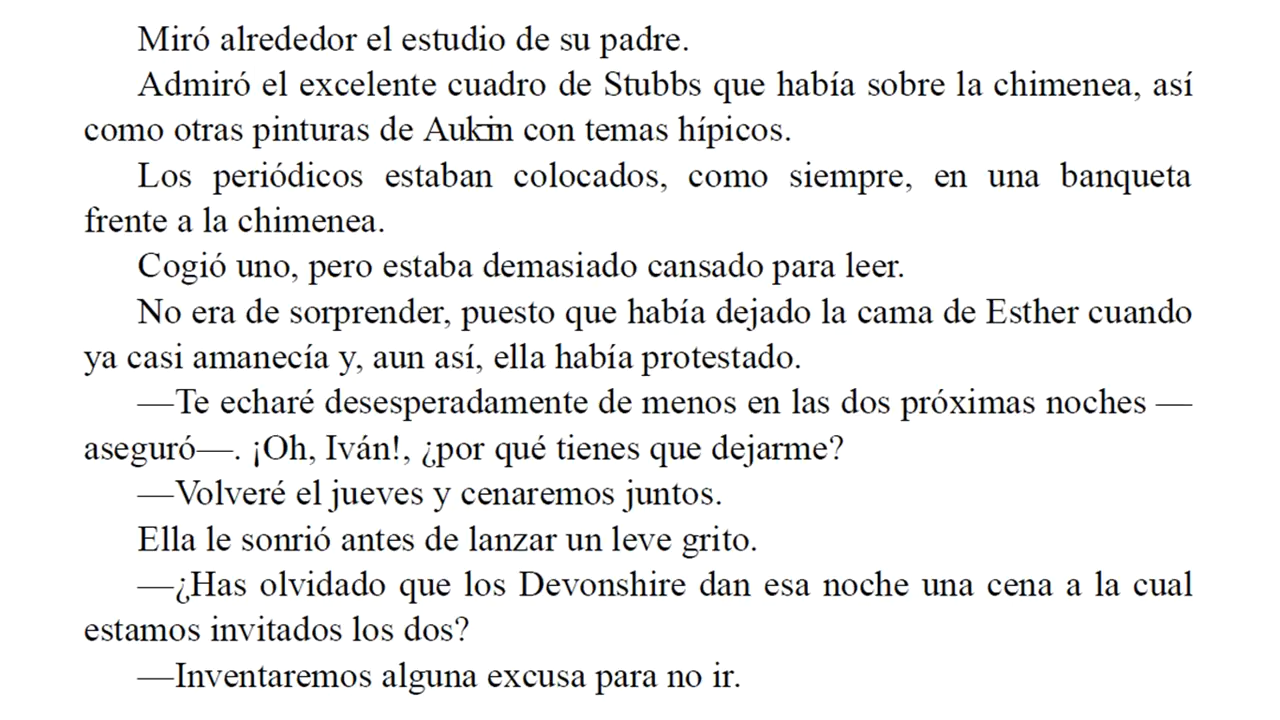 Miró alrededor el estudio de su padre.
Admiró el excelente cuadro de Stubbs que había sobre la chimenea, así
como otras pinturas de Aukin con temas hípicos.
Los periódicos estaban colocados, como siempre, en una banqueta
frente a la chimenea.
Cogió uno, pero estaba demasiado cansado para leer.
No era de sorprender, puesto que había dejado la cama de Esther cuando
ya casi amanecía y, aun así, ella había protestado.
—Te echaré desesperadamente de menos en las dos próximas noches —
aseguró—. ¡Oh, Iván!, ¿por qué tienes que dejarme?
—Volveré el jueves y cenaremos juntos.
Ella le sonrió antes de lanzar un leve grito.
—¿Has olvidado que los Devonshire dan esa noche una cena a la cual
estamos invitados los dos?
—Inventaremos alguna excusa para no ir.